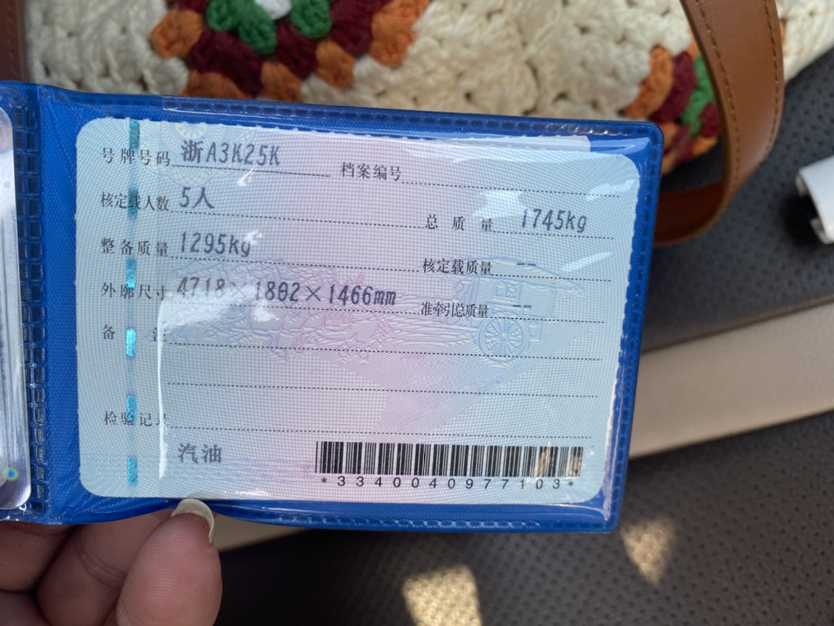 号牌号码 浙A3K25K 档案编号
核定载人数 5人 总质量 1745kg
整备质量 1295kg 核定载质量 --
外廓尺寸 4718×1802×1466mm 准牵引总质量 --
备注
检验记录
汽油
*3340040977103*